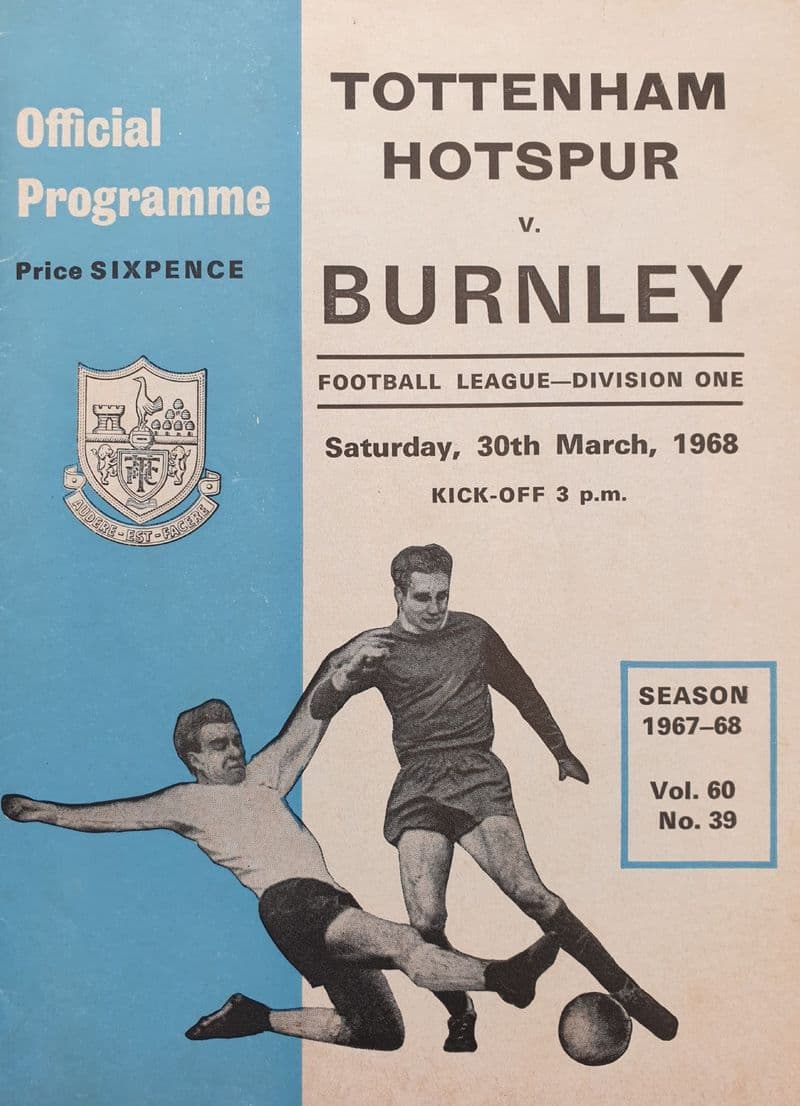 Official
Programme
Price SIXPENCE
TOTTENHAM
HOTSPUR
v.
BURNLEY
FOOTBALL LEAGUE—DIVISION ONE
Saturday, 30th March, 1968
KICK-OFF 3 p.m.
AUDERE-EST-FACERE
SEASON
1967–68
Vol. 60
No. 39